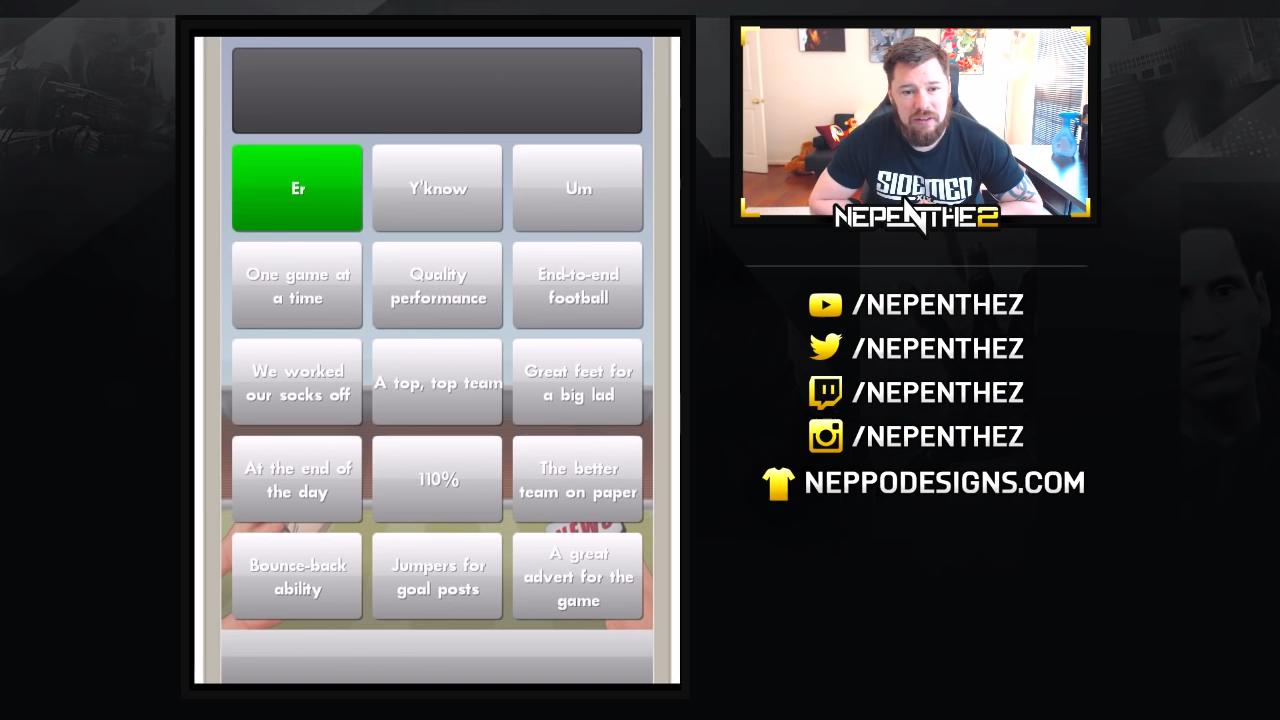 Er
Y'know
Um
One game at
a time
Quality
performance
End-to-end
football
We worked
our socks off
A top, top team
Great feet for
a big lad
At the end of
the day
110%
The better
team on paper
Bounce-back
ability
Jumpers for
goal posts
A great
advert for the
game
NEWS
SIDEMEN
NEPENTHEZ
/NEPENTHEZ
/NEPENTHEZ
/NEPENTHEZ
/NEPENTHEZ
NEPPODESIGNS.COM